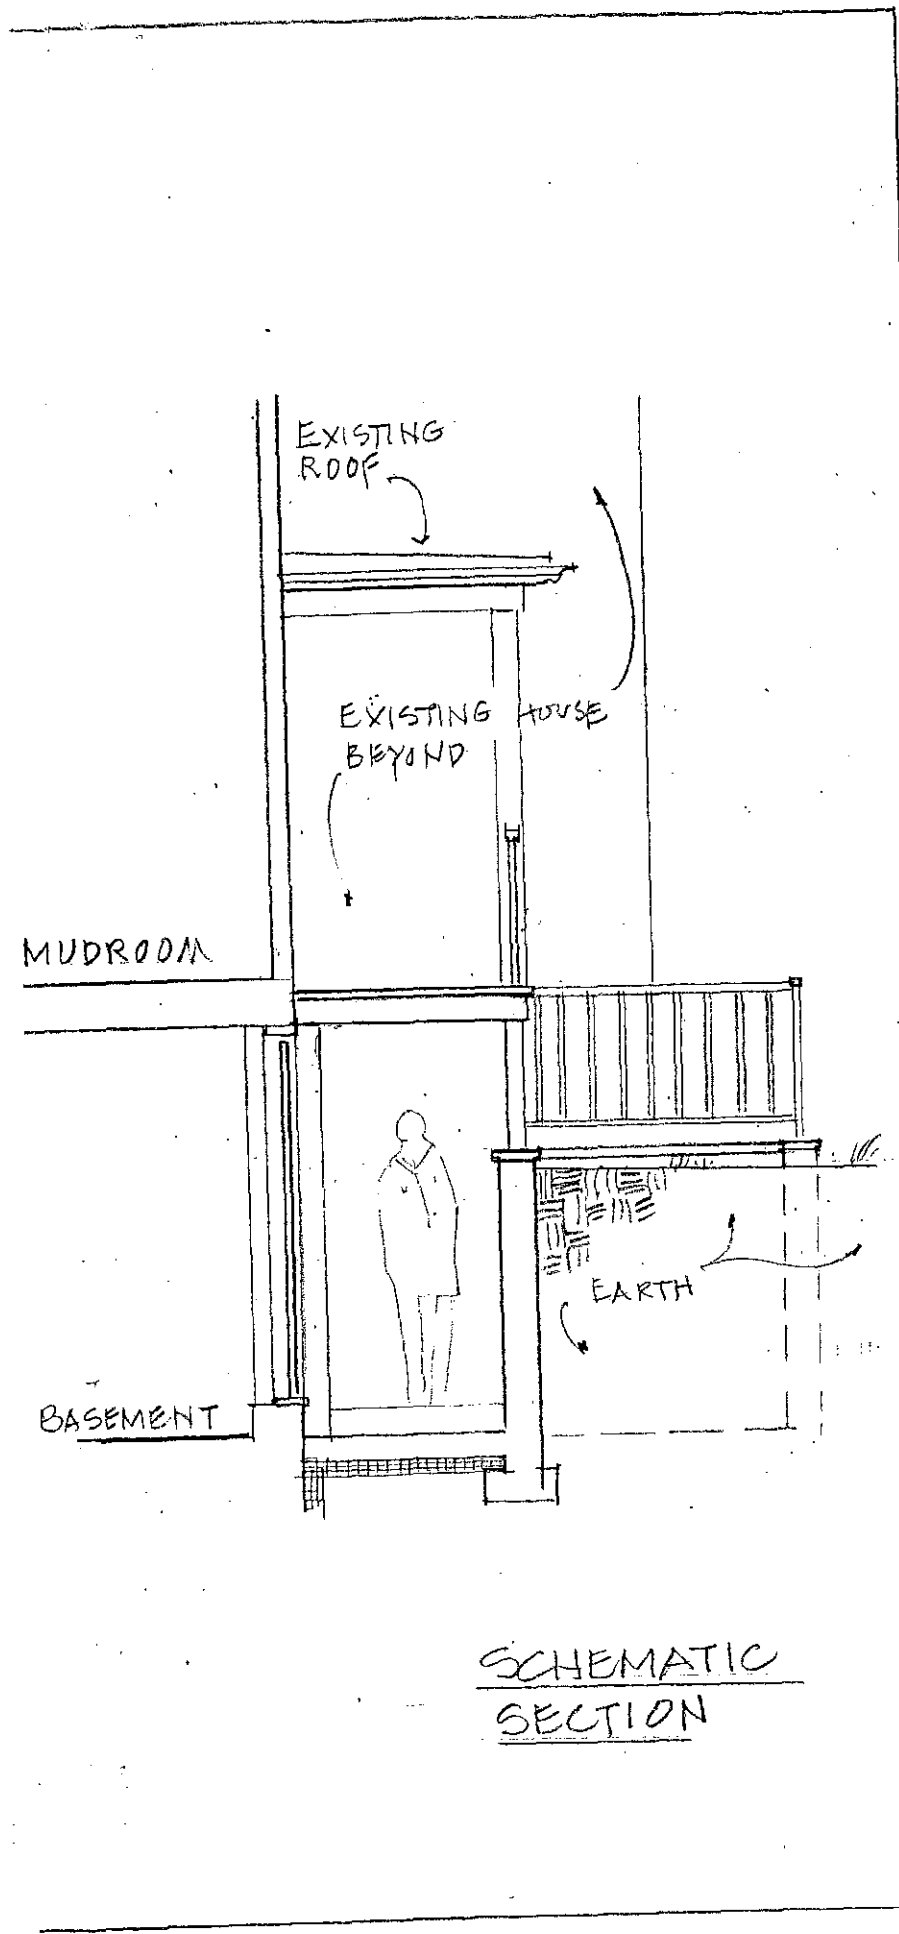 EXISTING
ROOF
EXISTING HOUSE
BEYOND
MUDROOM
EARTH
BASEMENT
SCHEMATIC
SECTION